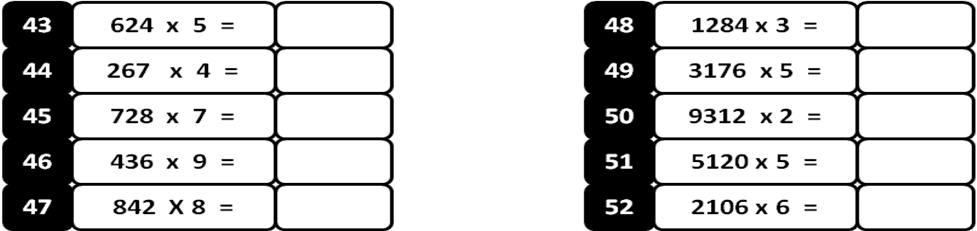 43 624 x 5 =
44 267 x 4 =
45 728 x 7 =
46 436 x 9 =
47 842 X 8 =
48 1284 x 3 =
49 3176 x 5 =
50 9312 x 2 =
51 5120 x 5 =
52 2106 x 6 =